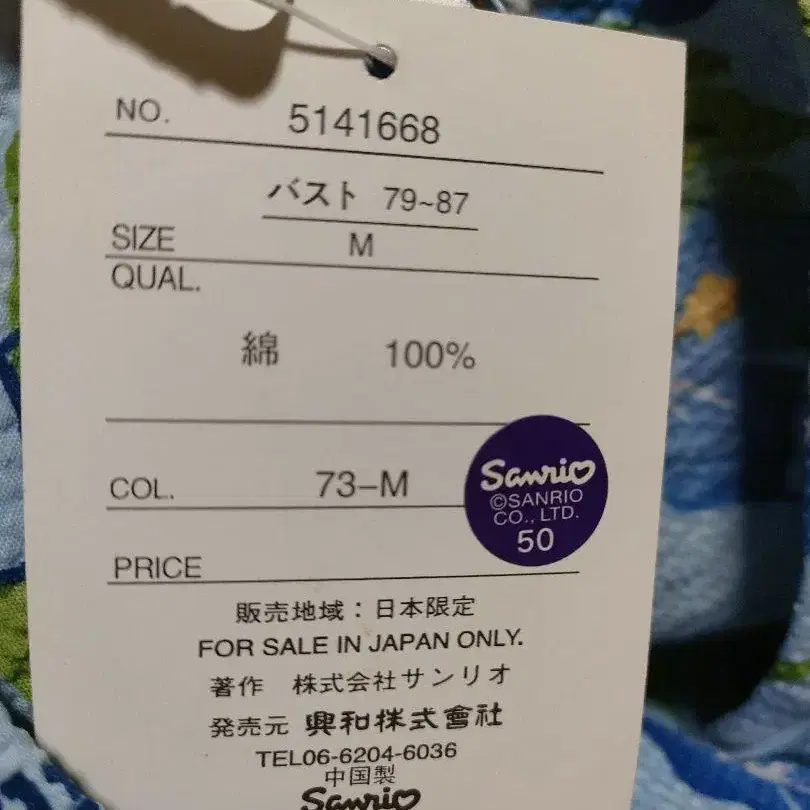 NO. 5141668
バスト 79~87
SIZE M
QUAL.
綿 100%
COL. 73-M
Sanrio
©SANRIO
CO., LTD.
50
PRICE
販売地域：日本限定
FOR SALE IN JAPAN ONLY.
著作 株式会社サンリオ
発売元 興和株式會社
TEL06-6204-6036
中国製
Sanrio